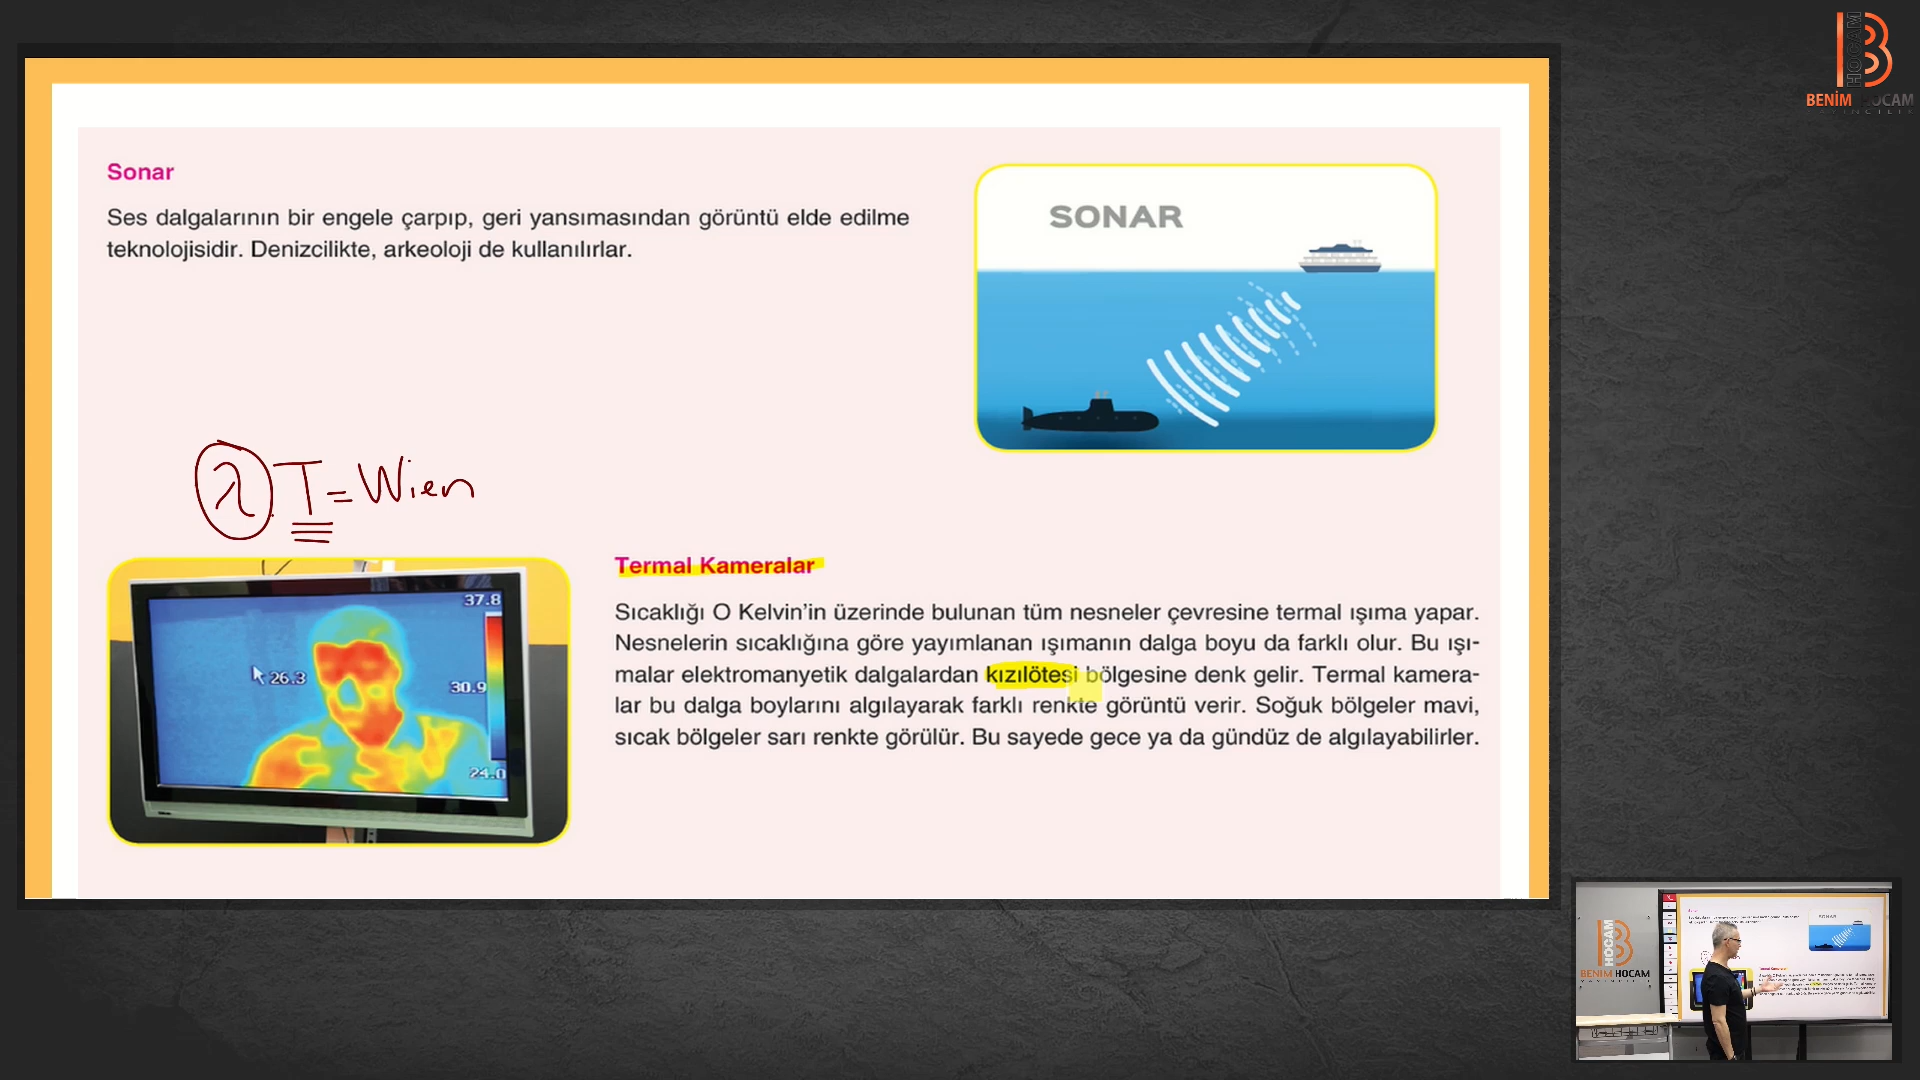 BENİM HOCAM
Sonar
Ses dalgalarının bir engele çarpıp, geri yansımasından görüntü elde edilme
teknolojisidir. Denizcilikte, arkeoloji de kullanılırlar.
SONAR
λ T = Wien
37.8
26.3
30.9
24.0
Termal Kameralar
Sıcaklığı O Kelvin’in üzerinde bulunan tüm nesneler çevresine termal ışıma yapar.
Nesnelerin sıcaklığına göre yayımlanan ışımanın dalga boyu da farklı olur. Bu ışı-
malar elektromanyetik dalgalardan kızılötesi bölgesine denk gelir. Termal kamera-
lar bu dalga boylarını algılayarak farklı renkte görüntü verir. Soğuk bölgeler mavi,
sıcak bölgeler sarı renkte görülür. Bu sayede gece ya da gündüz de algılayabilirler.
HOCAM
BENİM HOCAM